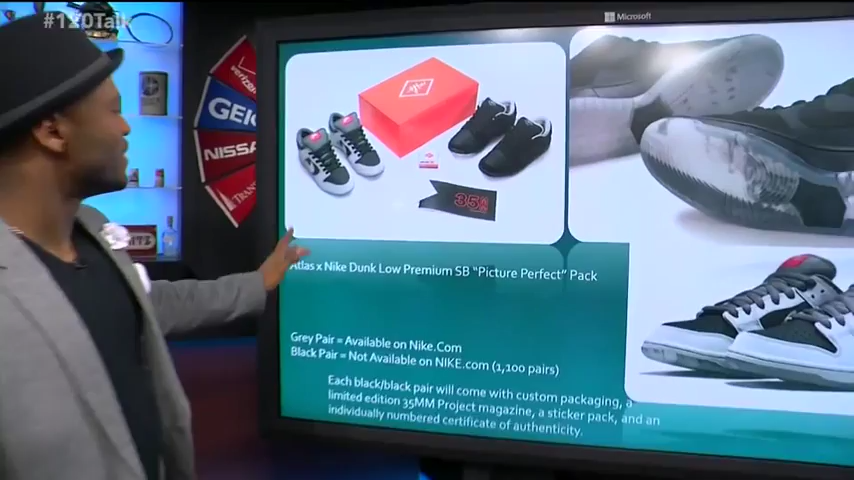 #120Talk
Microsoft
verizon
GEIC
NISSA
TRANS
35
Atlas x Nike Dunk Low Premium SB "Picture Perfect" Pack
Grey Pair = Available on Nike.Com
Black Pair = Not Available on NIKE.com (1,100 pairs)
Each black/black pair will come with custom packaging, a
limited edition 35MM Project magazine, a sticker pack, and an
individually numbered certificate of authenticity.